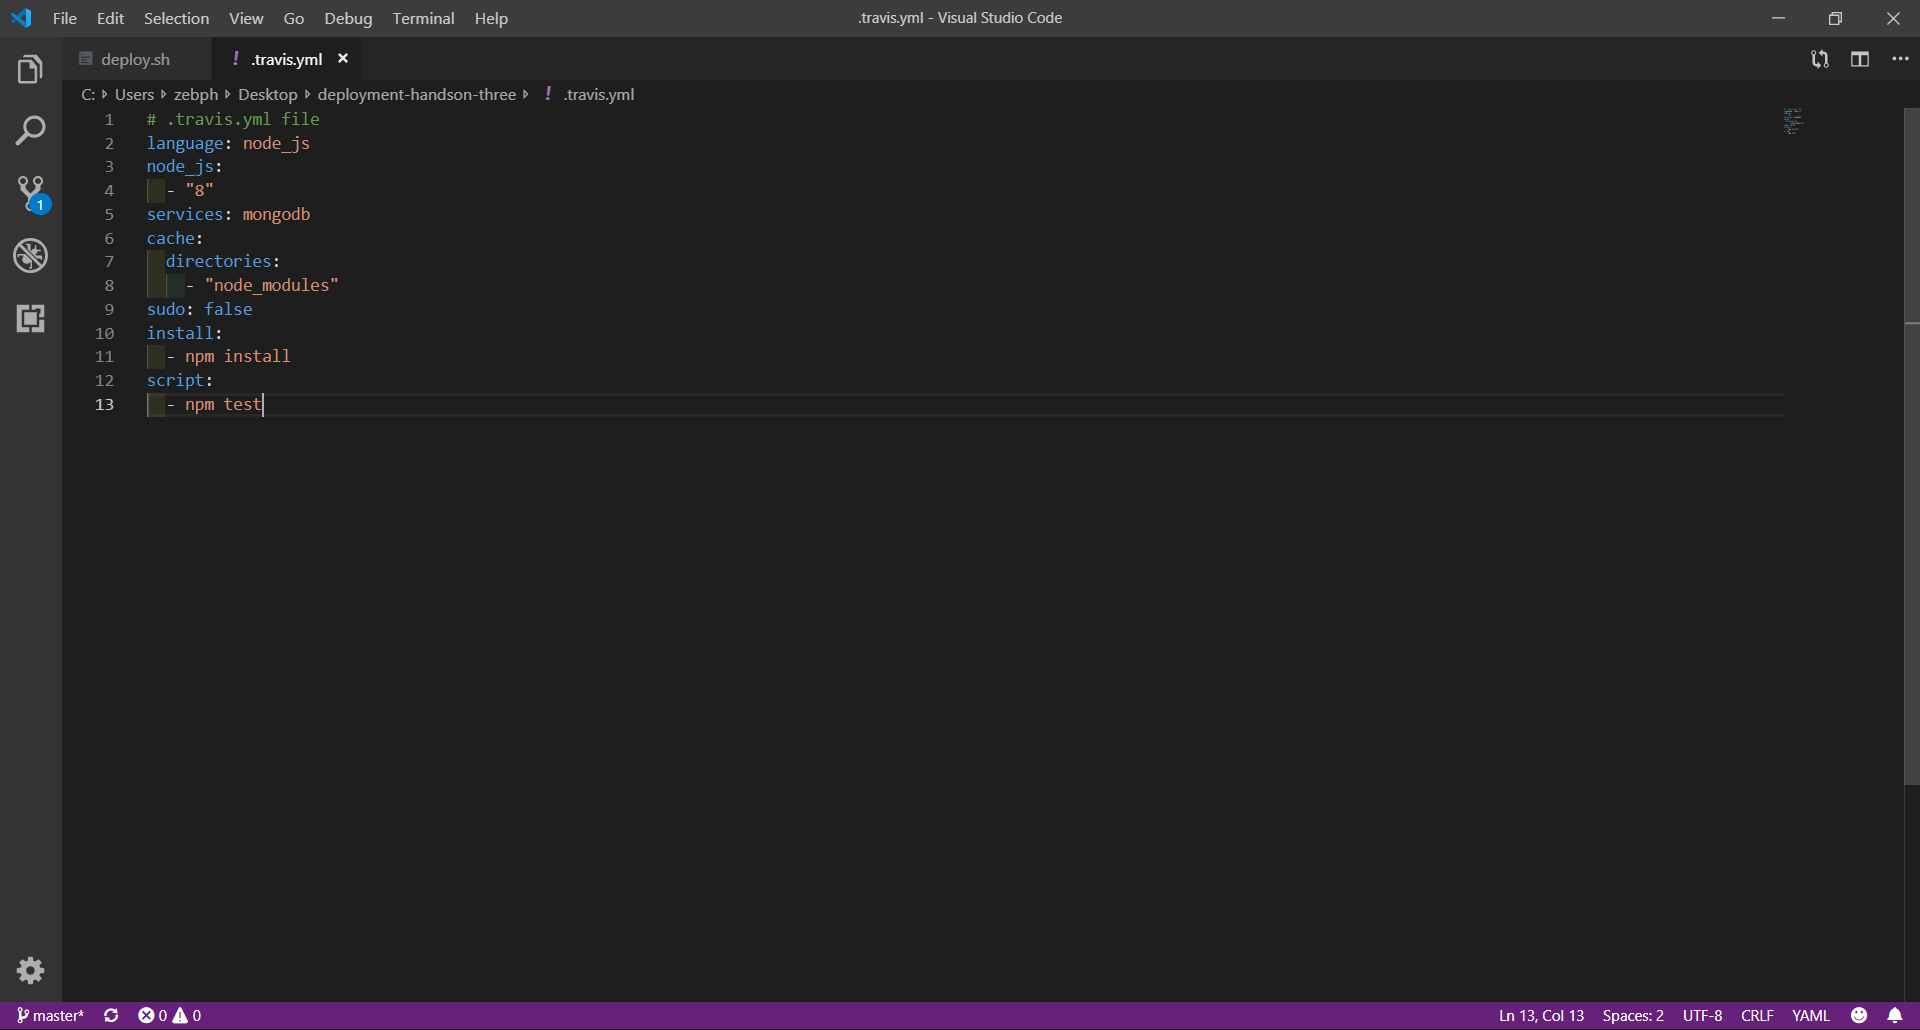 File Edit Selection View Go Debug Terminal Help .travis.yml - Visual Studio Code
deploy.sh ! .travis.yml
C: Users zebph Desktop deployment-handson-three ! .travis.yml
1 # .travis.yml file
2 language: node_js
3 node_js:
4 - "8"
5 services: mongodb
6 cache:
7 directories:
8 - "node_modules"
9 sudo: false
10 install:
11 - npm install
12 script:
13 - npm test
1
master* 0 0 Ln 13, Col 13 Spaces: 2 UTF-8 CRLF YAML